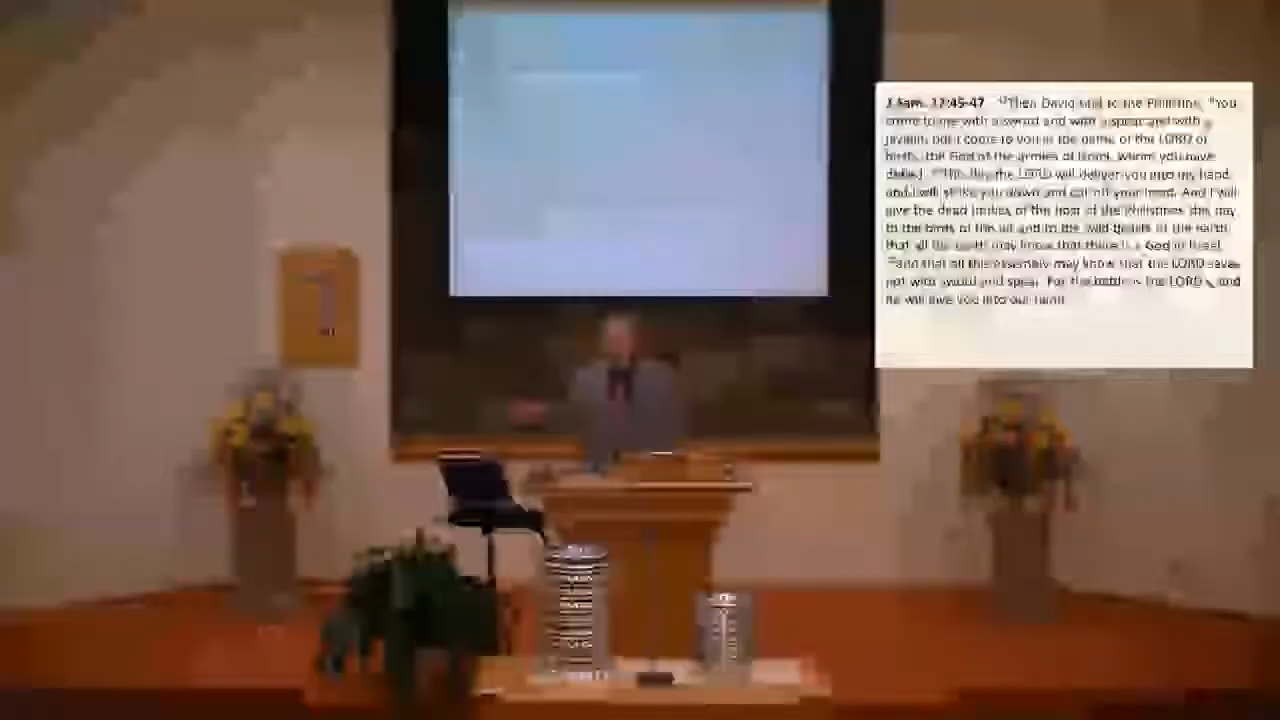 1 Sam. 17:45-47 45Then David said to the Philistine, "You
come to me with a sword and with a spear and with a
javelin, but I come to you in the name of the LORD of
hosts, the God of the armies of Israel, whom you have
defied. 46This day the LORD will deliver you into my hand,
and I will strike you down and cut off your head. And I will
give the dead bodies of the host of the Philistines this day
to the birds of the air and to the wild beasts of the earth,
that all the earth may know that there is a God in Israel,
47and that all this assembly may know that the LORD saves
not with sword and spear. For the battle is the LORD's, and
he will give you into our hand.